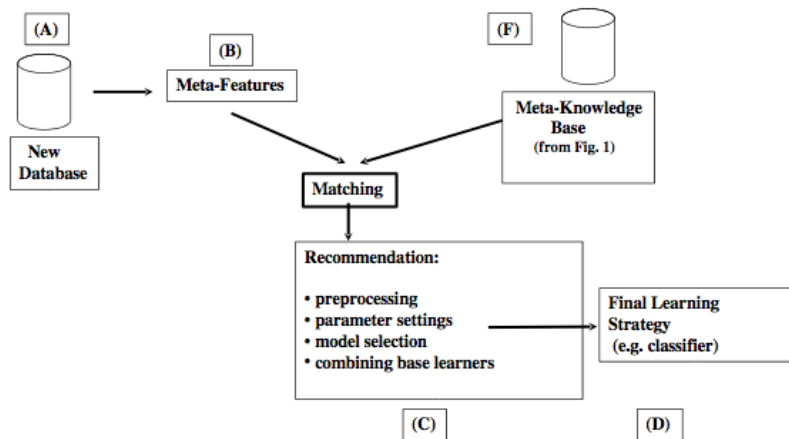 (A)
(B)
(F)
Meta-Features
New
Database
Meta-Knowledge
Base
(from Fig. 1)
Matching
Recommendation:
• preprocessing
• parameter settings
• model selection
• combining base learners
Final Learning
Strategy
(e.g. classifier)
(C)
(D)